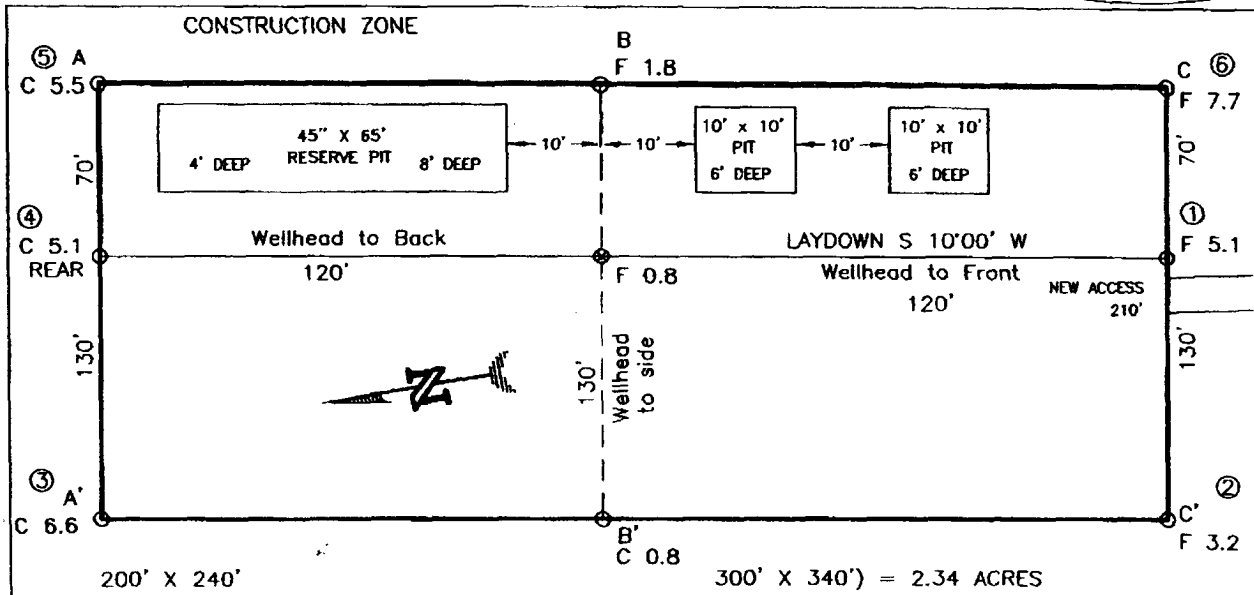 CONSTRUCTION ZONE
⑤ A
C 5.5
B
F 1.8
C ⑥
F 7.7
45" X 65'
RESERVE PIT
4' DEEP
8' DEEP
10'
10'
10' x 10'
PIT
6' DEEP
10'
10' x 10'
PIT
6' DEEP
70'
70'
④
C 5.1
REAR
Wellhead to Back
120'
F 0.8
LAYDOWN S 10°00' W
Wellhead to Front
120'
①
F 5.1
NEW ACCESS
210'
130'
N
130'
Wellhead
to side
130'
③
A'
C 6.6
B'
C 0.8
②
C'
F 3.2
200' X 240'
300' X 340') = 2.34 ACRES